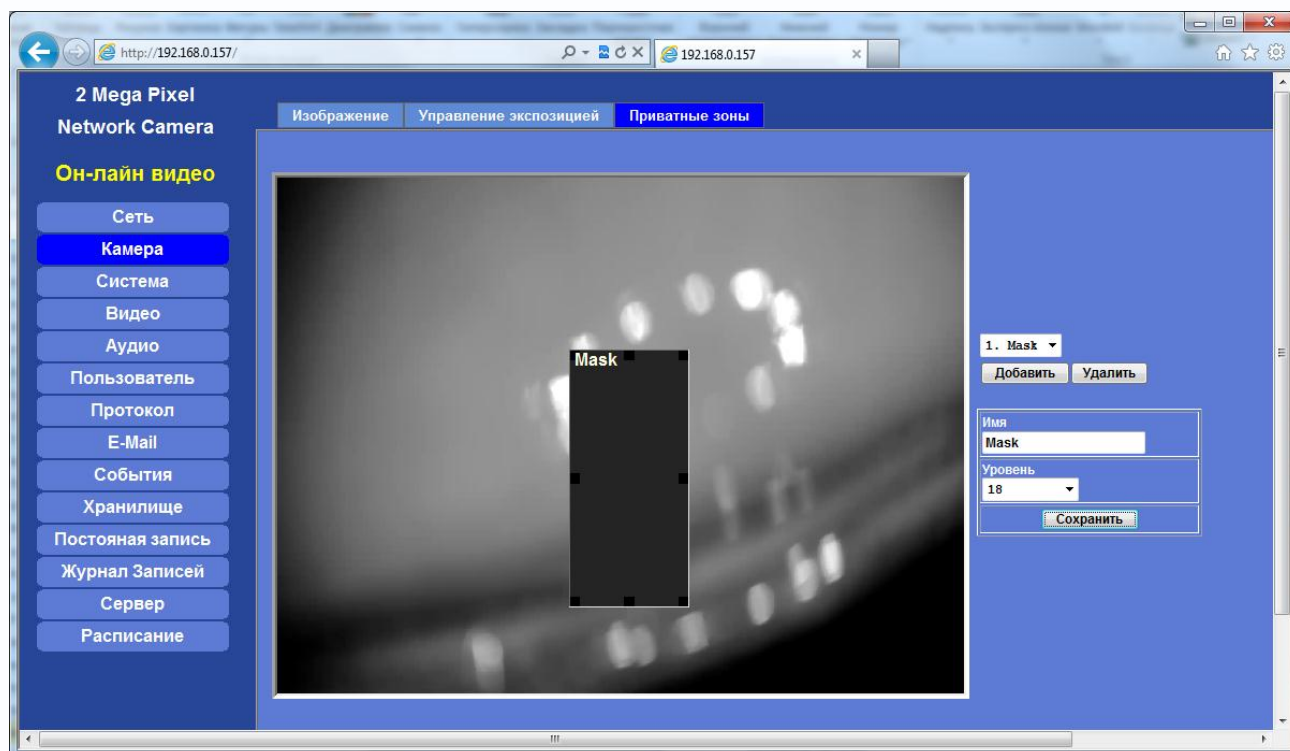 http://192.168.0.157/
192.168.0.157
2 Mega Pixel
Network Camera
Он-лайн видео
Сеть
Камера
Система
Видео
Аудио
Пользователь
Протокол
E-Mail
События
Хранилище
Постояная запись
Журнал Записей
Сервер
Расписание
Изображение
Управление экспозицией
Приватные зоны
Mask
1. Mask
Добавить
Удалить
Имя
Mask
Уровень
18
Сохранить